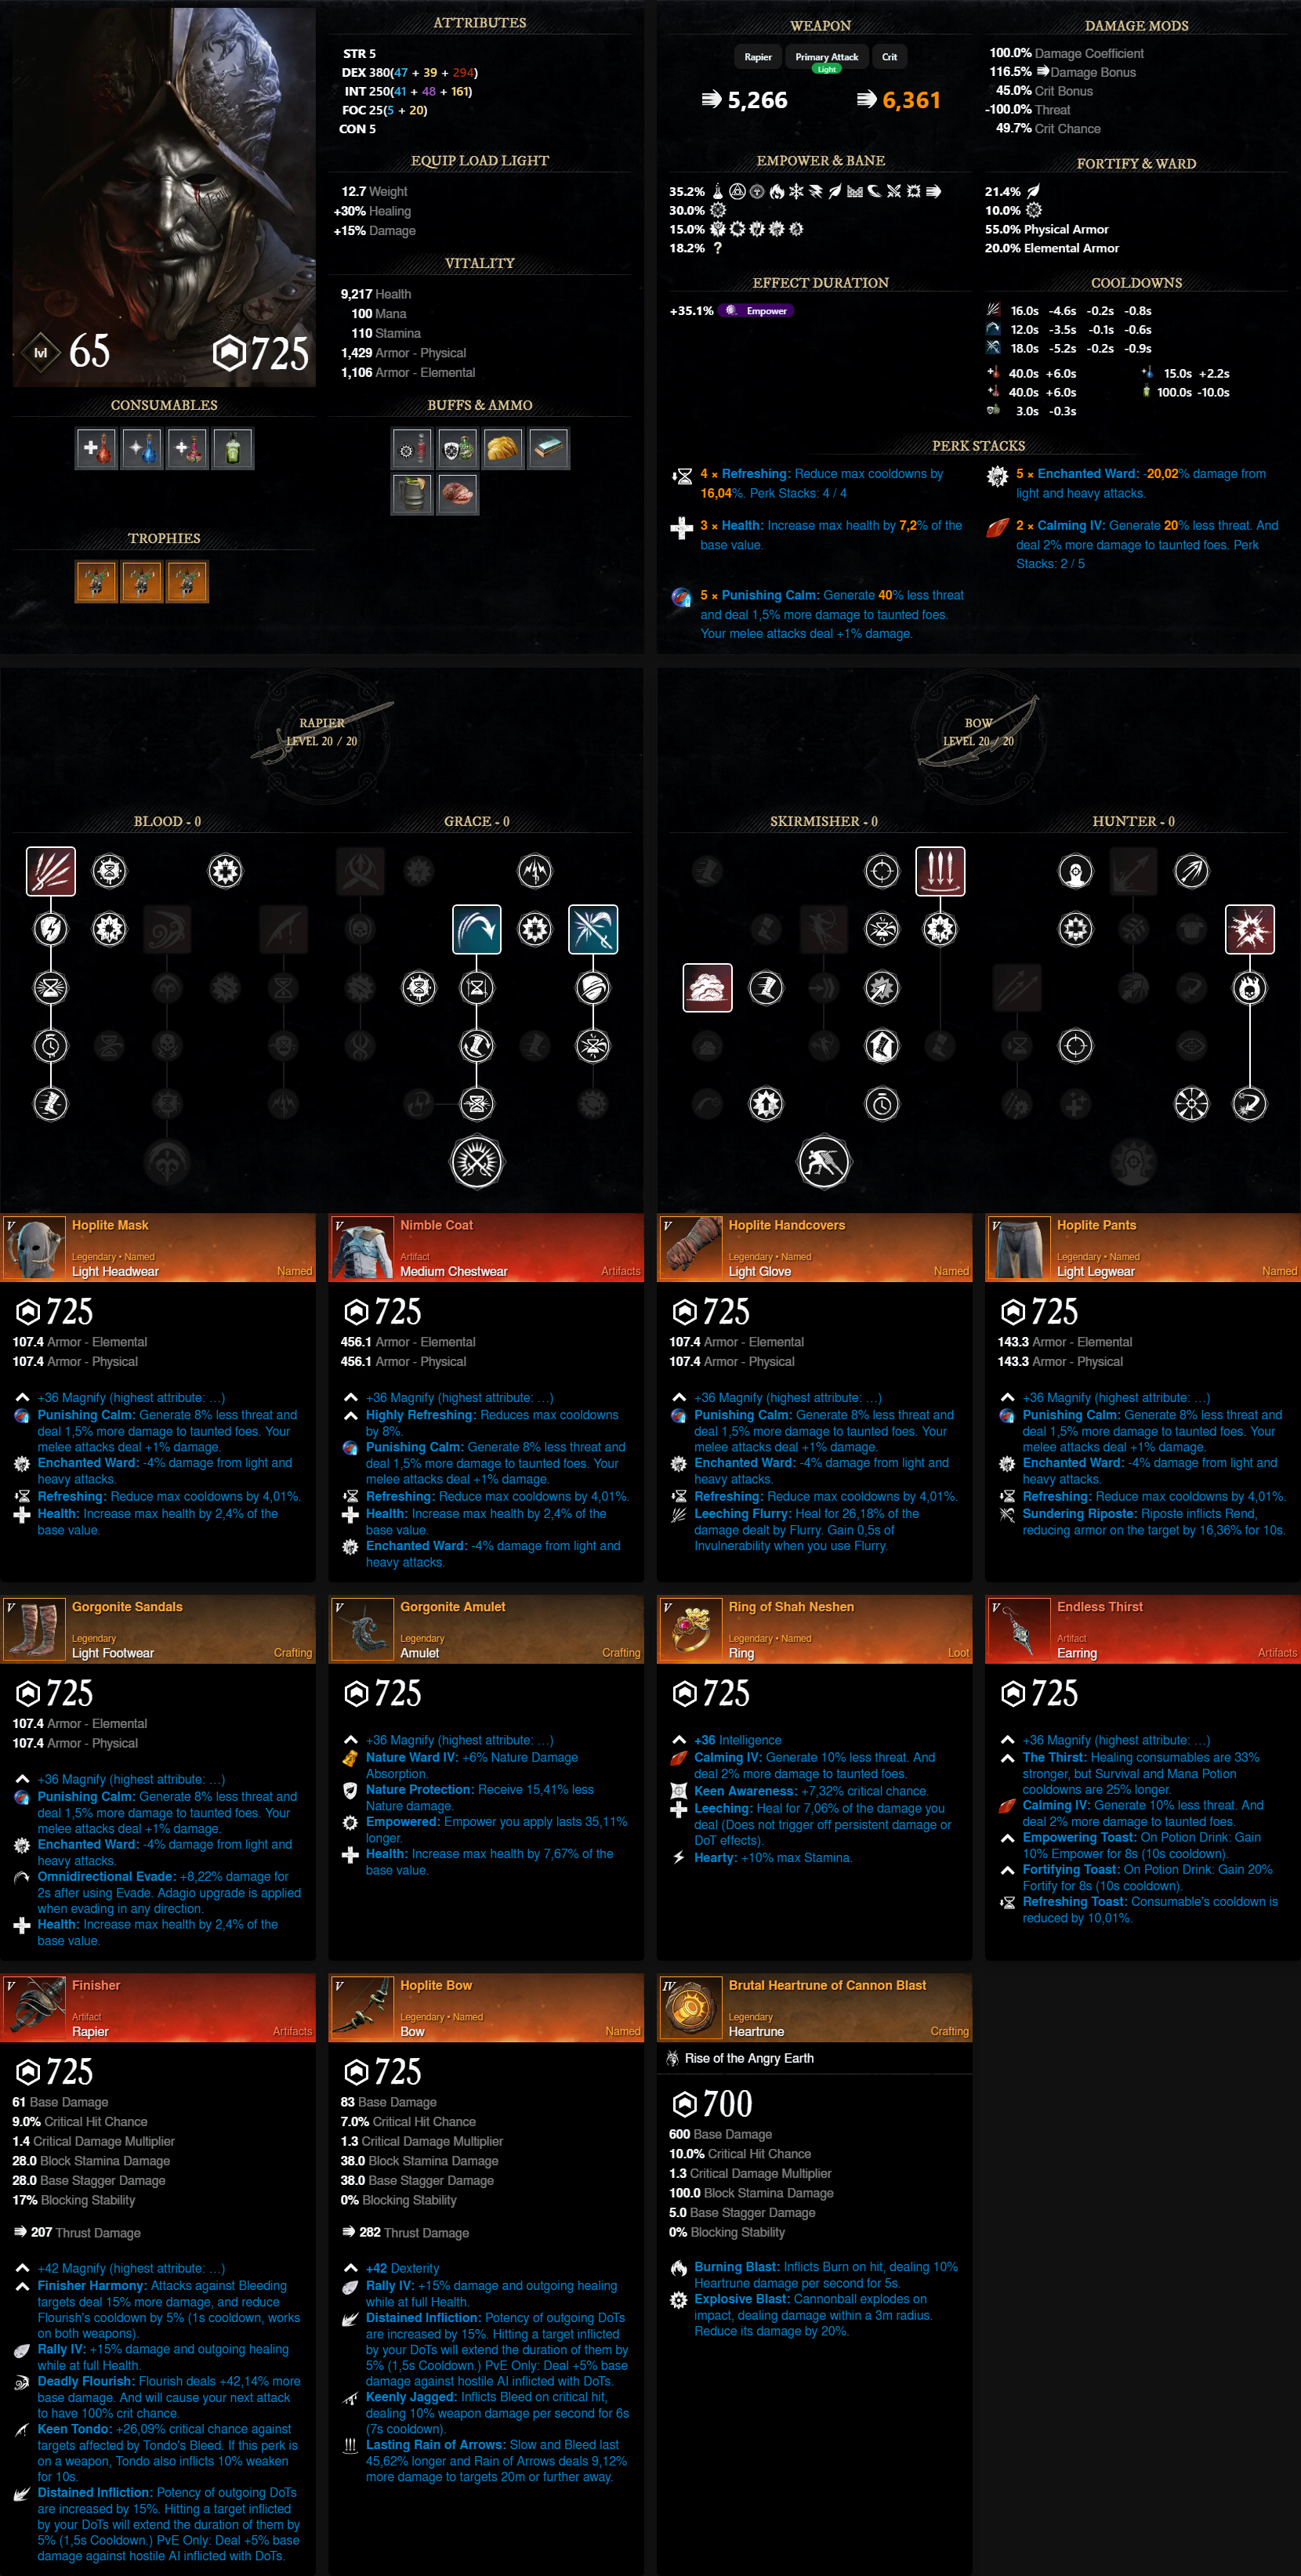 lvl 65
725
ATTRIBUTES
STR 5
DEX 380(47 + 39 + 294)
INT 250(41 + 48 + 161)
FOC 25(5 + 20)
CON 5
EQUIP LOAD LIGHT
12.7 Weight
+30% Healing
+15% Damage
VITALITY
9,217 Health
100 Mana
110 Stamina
1,429 Armor - Physical
1,106 Armor - Elemental
CONSUMABLES
BUFFS & AMMO
TROPHIES
WEAPON
Rapier
Primary Attack
Light
Crit
5,266
6,361
DAMAGE MODS
100.0% Damage Coefficient
116.5% Damage Bonus
45.0% Crit Bonus
-100.0% Threat
49.7% Crit Chance
EMPOWER & BANE
35.2%
30.0%
15.0%
18.2% ?
FORTIFY & WARD
21.4%
10.0%
55.0% Physical Armor
20.0% Elemental Armor
EFFECT DURATION
+35.1% Empower
COOLDOWNS
16.0s -4.6s -0.2s -0.8s
12.0s -3.5s -0.1s -0.6s
18.0s -5.2s -0.2s -0.9s
40.0s +6.0s
15.0s +2.2s
40.0s +6.0s
100.0s -10.0s
3.0s -0.3s
PERK STACKS
4 × Refreshing: Reduce max cooldowns by
16,04%. Perk Stacks: 4 / 4
5 × Enchanted Ward: -20,02% damage from
light and heavy attacks.
3 × Health: Increase max health by 7,2% of the
base value.
2 × Calming IV: Generate 20% less threat. And
deal 2% more damage to taunted foes. Perk
Stacks: 2 / 5
5 × Punishing Calm: Generate 40% less threat
and deal 1,5% more damage to taunted foes.
Your melee attacks deal +1% damage.
RAPIER
LEVEL 20 / 20
BLOOD - 0
GRACE - 0
BOW
LEVEL 20 / 20
SKIRMISHER - 0
HUNTER - 0
V
Hoplite Mask
Legendary • Named
Light Headwear
Named
725
107.4 Armor - Elemental
107.4 Armor - Physical
+36 Magnify (highest attribute: …)
Punishing Calm: Generate 8% less threat and
deal 1,5% more damage to taunted foes. Your
melee attacks deal +1% damage.
Enchanted Ward: -4% damage from light and
heavy attacks.
Refreshing: Reduce max cooldowns by 4,01%.
Health: Increase max health by 2,4% of the
base value.
V
Nimble Coat
Artifact
Medium Chestwear
Artifacts
725
456.1 Armor - Elemental
456.1 Armor - Physical
+36 Magnify (highest attribute: …)
Highly Refreshing: Reduces max cooldowns
by 8%.
Punishing Calm: Generate 8% less threat and
deal 1,5% more damage to taunted foes. Your
melee attacks deal +1% damage.
Refreshing: Reduce max cooldowns by 4,01%.
Health: Increase max health by 2,4% of the
base value.
Enchanted Ward: -4% damage from light and
heavy attacks.
V
Hoplite Handcovers
Legendary • Named
Light Glove
Named
725
107.4 Armor - Elemental
107.4 Armor - Physical
+36 Magnify (highest attribute: …)
Punishing Calm: Generate 8% less threat and
deal 1,5% more damage to taunted foes. Your
melee attacks deal +1% damage.
Enchanted Ward: -4% damage from light and
heavy attacks.
Refreshing: Reduce max cooldowns by 4,01%.
Leeching Flurry: Heal for 26,18% of the
damage dealt by Flurry. Gain 0,5s of
Invulnerability when you use Flurry.
V
Hoplite Pants
Legendary • Named
Light Legwear
Named
725
143.3 Armor - Elemental
143.3 Armor - Physical
+36 Magnify (highest attribute: …)
Punishing Calm: Generate 8% less threat and
deal 1,5% more damage to taunted foes. Your
melee attacks deal +1% damage.
Enchanted Ward: -4% damage from light and
heavy attacks.
Refreshing: Reduce max cooldowns by 4,01%.
Sundering Riposte: Riposte inflicts Rend,
reducing armor on the target by 16,36% for 10s.
V
Gorgonite Sandals
Legendary
Light Footwear
Crafting
725
107.4 Armor - Elemental
107.4 Armor - Physical
+36 Magnify (highest attribute: …)
Punishing Calm: Generate 8% less threat and
deal 1,5% more damage to taunted foes. Your
melee attacks deal +1% damage.
Enchanted Ward: -4% damage from light and
heavy attacks.
Omnidirectional Evade: +8,22% damage for
2s after using Evade. Adagio upgrade is applied
when evading in any direction.
Health: Increase max health by 2,4% of the
base value.
V
Gorgonite Amulet
Legendary
Amulet
Crafting
725
+36 Magnify (highest attribute: …)
Nature Ward IV: +6% Nature Damage
Absorption.
Nature Protection: Receive 15,41% less
Nature damage.
Empowered: Empower you apply lasts 35,11%
longer.
Health: Increase max health by 7,67% of the
base value.
V
Ring of Shah Neshen
Legendary • Named
Ring
Loot
725
+36 Intelligence
Calming IV: Generate 10% less threat. And
deal 2% more damage to taunted foes.
Keen Awareness: +7,32% critical chance.
Leeching: Heal for 7,06% of the damage you
deal (Does not trigger off persistent damage or
DoT effects).
Hearty: +10% max Stamina.
V
Endless Thirst
Artifact
Earring
Artifacts
725
+36 Magnify (highest attribute: …)
The Thirst: Healing consumables are 33%
stronger, but Survival and Mana Potion
cooldowns are 25% longer.
Calming IV: Generate 10% less threat. And
deal 2% more damage to taunted foes.
Empowering Toast: On Potion Drink: Gain
10% Empower for 8s (10s cooldown).
Fortifying Toast: On Potion Drink: Gain 20%
Fortify for 8s (10s cooldown).
Refreshing Toast: Consumable's cooldown is
reduced by 10,01%.
V
Finisher
Artifact
Rapier
Artifacts
725
61 Base Damage
9.0% Critical Hit Chance
1.4 Critical Damage Multiplier
28.0 Block Stamina Damage
28.0 Base Stagger Damage
17% Blocking Stability
207 Thrust Damage
+42 Magnify (highest attribute: …)
Finisher Harmony: Attacks against Bleeding
targets deal 15% more damage, and reduce
Flourish's cooldown by 5% (1s cooldown, works
on both weapons).
Rally IV: +15% damage and outgoing healing
while at full Health.
Deadly Flourish: Flourish deals +42,14% more
base damage. And will cause your next attack
to have 100% crit chance.
Keen Tondo: +26,09% critical chance against
targets affected by Tondo's Bleed. If this perk is
on a weapon, Tondo also inflicts 10% weaken
for 10s.
Distained Infliction: Potency of outgoing DoTs
are increased by 15%. Hitting a target inflicted
by your DoTs will extend the duration of them by
5% (1,5s Cooldown.) PvE Only: Deal +5% base
damage against hostile AI inflicted with DoTs.
V
Hoplite Bow
Legendary • Named
Bow
Named
725
83 Base Damage
7.0% Critical Hit Chance
1.3 Critical Damage Multiplier
38.0 Block Stamina Damage
38.0 Base Stagger Damage
0% Blocking Stability
282 Thrust Damage
+42 Dexterity
Rally IV: +15% damage and outgoing healing
while at full Health.
Distained Infliction: Potency of outgoing DoTs
are increased by 15%. Hitting a target inflicted
by your DoTs will extend the duration of them by
5% (1,5s Cooldown.) PvE Only: Deal +5% base
damage against hostile AI inflicted with DoTs.
Keenly Jagged: Inflicts Bleed on critical hit,
dealing 10% weapon damage per second for 6s
(7s cooldown).
Lasting Rain of Arrows: Slow and Bleed last
45,62% longer and Rain of Arrows deals 9,12%
more damage to targets 20m or further away.
IV
Brutal Heartrune of Cannon Blast
Legendary
Heartrune
Crafting
Rise of the Angry Earth
700
600 Base Damage
10.0% Critical Hit Chance
1.3 Critical Damage Multiplier
100.0 Block Stamina Damage
5.0 Base Stagger Damage
0% Blocking Stability
Burning Blast: Inflicts Burn on hit, dealing 10%
Heartrune damage per second for 5s.
Explosive Blast: Cannonball explodes on
impact, dealing damage within a 3m radius.
Reduce its damage by 20%.